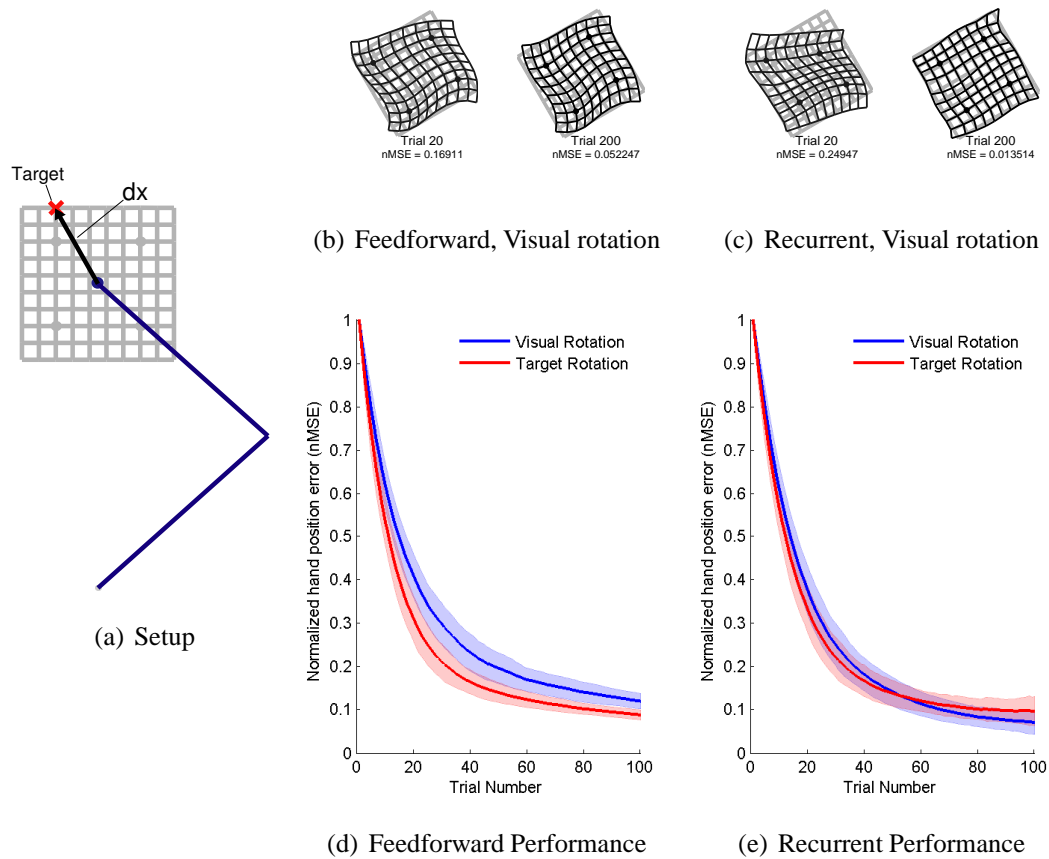 Target
dx
(a) Setup
Trial 20
nMSE = 0.16911
Trial 200
nMSE = 0.052247
(b) Feedforward, Visual rotation
Trial 20
nMSE = 0.24947
Trial 200
nMSE = 0.013514
(c) Recurrent, Visual rotation
Normalized hand position error (nMSE)
1
0.9
0.8
0.7
0.6
0.5
0.4
0.3
0.2
0.1
0
Visual Rotation
Target Rotation
0 20 40 60 80 100
Trial Number
(d) Feedforward Performance
Normalized hand position error (nMSE)
1
0.9
0.8
0.7
0.6
0.5
0.4
0.3
0.2
0.1
0
Visual Rotation
Target Rotation
0 20 40 60 80 100
Trial Number
(e) Recurrent Performance